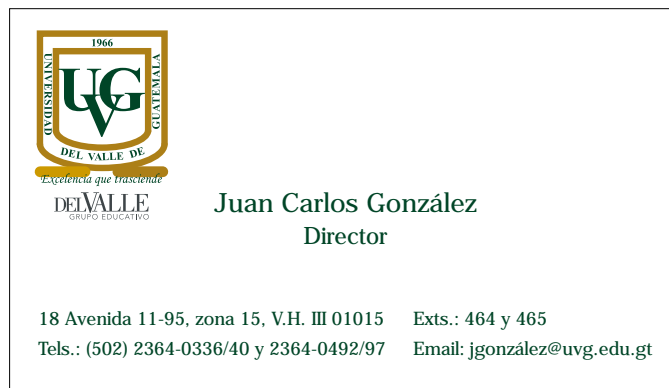 1966
UNIVERSIDAD
DEL VALLE DE
GUATEMALA
UVG
Excelencia que trasciende
DELVALLE
GRUPO EDUCATIVO
Juan Carlos González
Director
18 Avenida 11-95, zona 15, V.H. III 01015 Exts.: 464 y 465
Tels.: (502) 2364-0336/40 y 2364-0492/97 Email: jgonzález@uvg.edu.gt